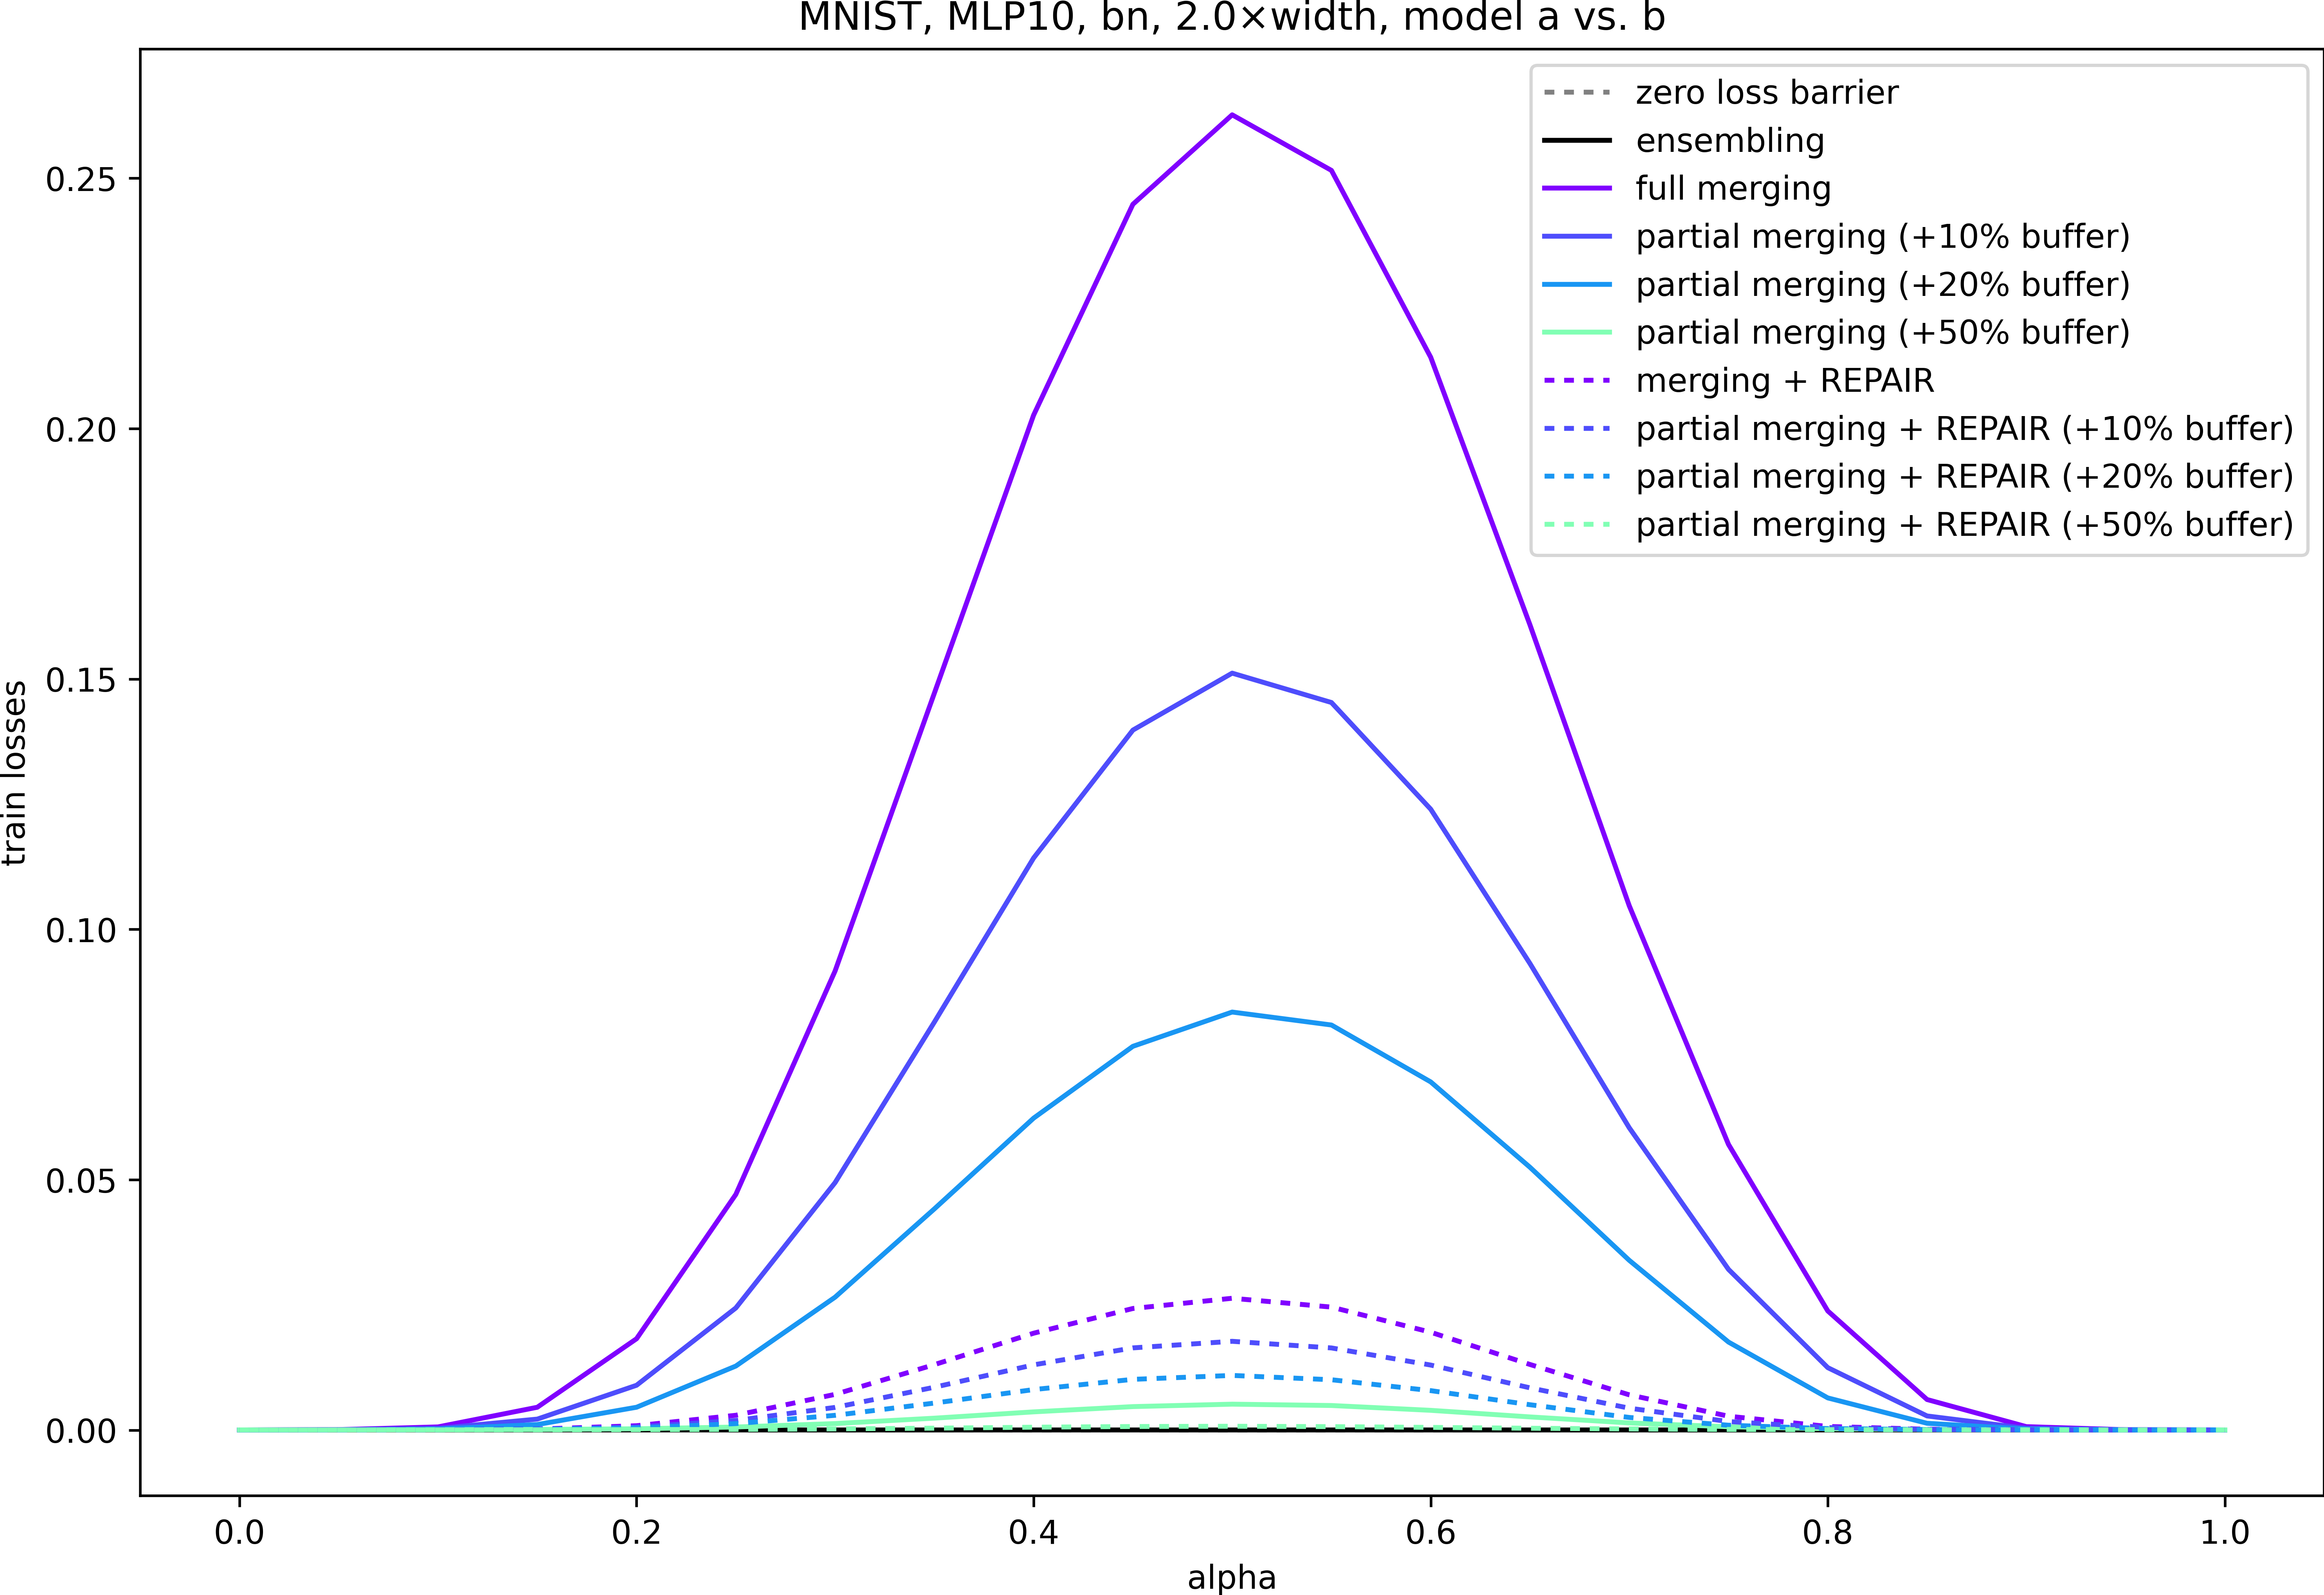 MNIST, MLP10, bn, 2.0×width, model a vs. b
zero loss barrier
ensembling
full merging
partial merging (+10% buffer)
partial merging (+20% buffer)
partial merging (+50% buffer)
merging + REPAIR
partial merging + REPAIR (+10% buffer)
partial merging + REPAIR (+20% buffer)
partial merging + REPAIR (+50% buffer)
train losses
0.25
0.20
0.15
0.10
0.05
0.00
0.0 0.2 0.4 0.6 0.8 1.0
alpha